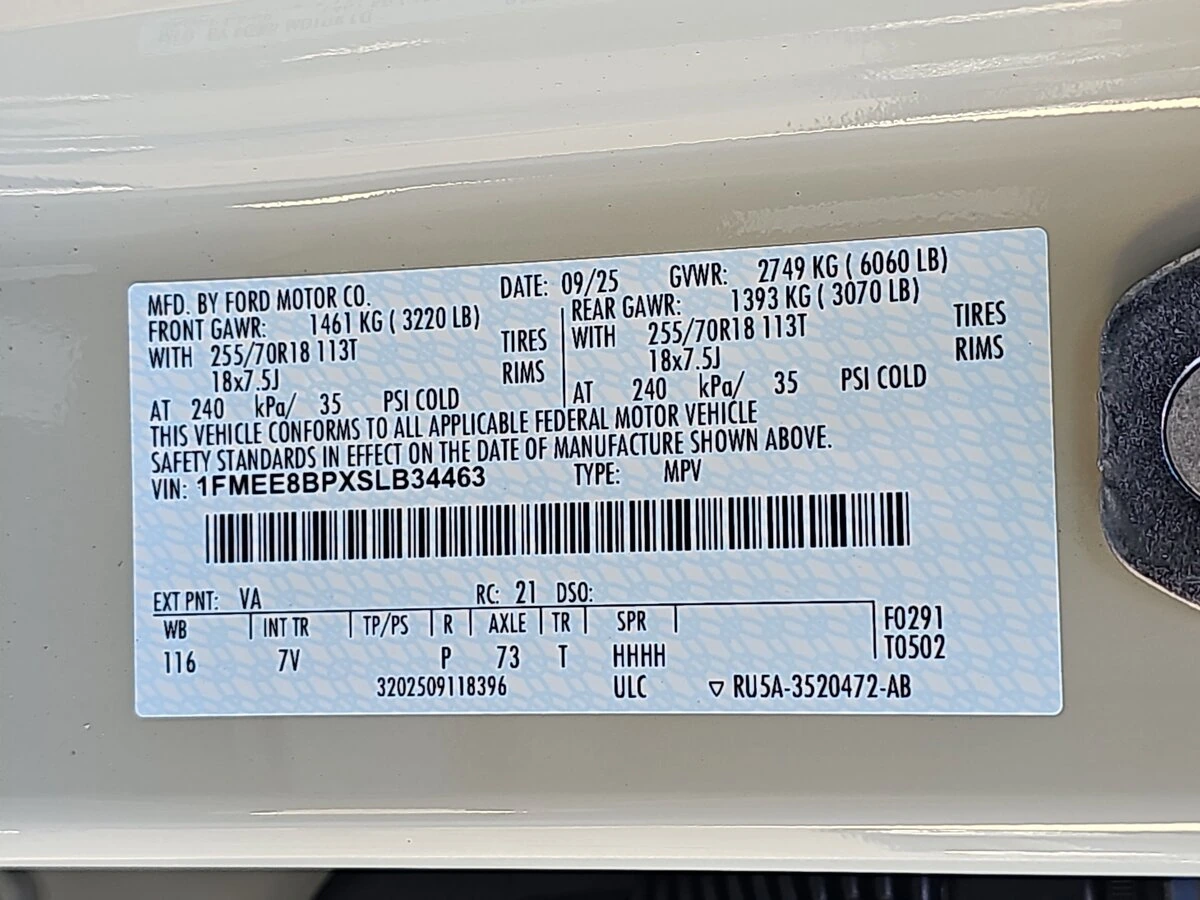 MFD. BY FORD MOTOR CO. DATE: 09/25 GVWR: 2749 KG ( 6060 LB)
FRONT GAWR: 1461 KG ( 3220 LB) REAR GAWR: 1393 KG ( 3070 LB)
WITH 255/70R18 113T TIRES WITH 255/70R18 113T TIRES
18x7.5J RIMS 18x7.5J RIMS
AT 240 kPa/ 35 PSI COLD AT 240 kPa/ 35 PSI COLD
THIS VEHICLE CONFORMS TO ALL APPLICABLE FEDERAL MOTOR VEHICLE
SAFETY STANDARDS IN EFFECT ON THE DATE OF MANUFACTURE SHOWN ABOVE.
VIN: 1FMEE8BPXSLB34463 TYPE: MPV
EXT PNT: VA RC: 21 DSO:
WB INT TR TP/PS R AXLE TR SPR F0291
116 7V P 73 T HHHH T0502
3202509118396 ULC ▽ RU5A-3520472-AB